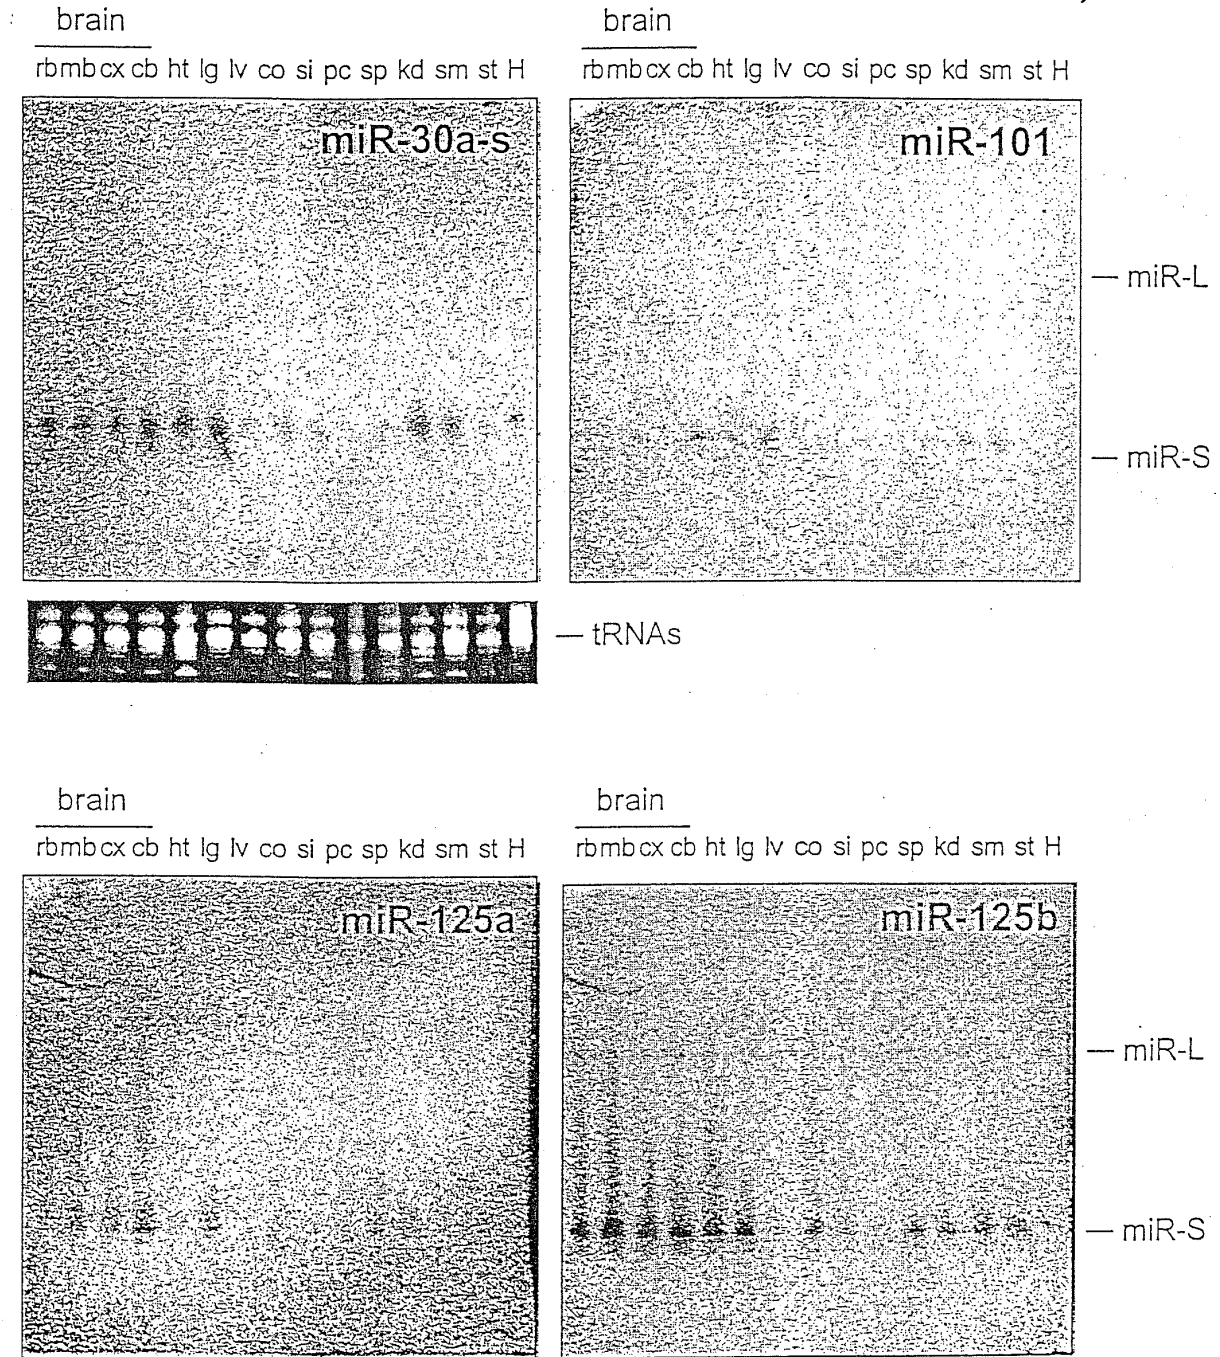 brain brain
rb mb cx cb ht lg lv co si pc sp kd sm st H rb mb cx cb ht lg lv co si pc sp kd sm st H
miR-30a-s miR-101
— miR-L
— miR-S
— tRNAs
brain brain
rb mb cx cb ht lg lv co si pc sp kd sm st H rb mb cx cb ht lg lv co si pc sp kd sm st H
miR-125a miR-125b
— miR-L
— miR-S